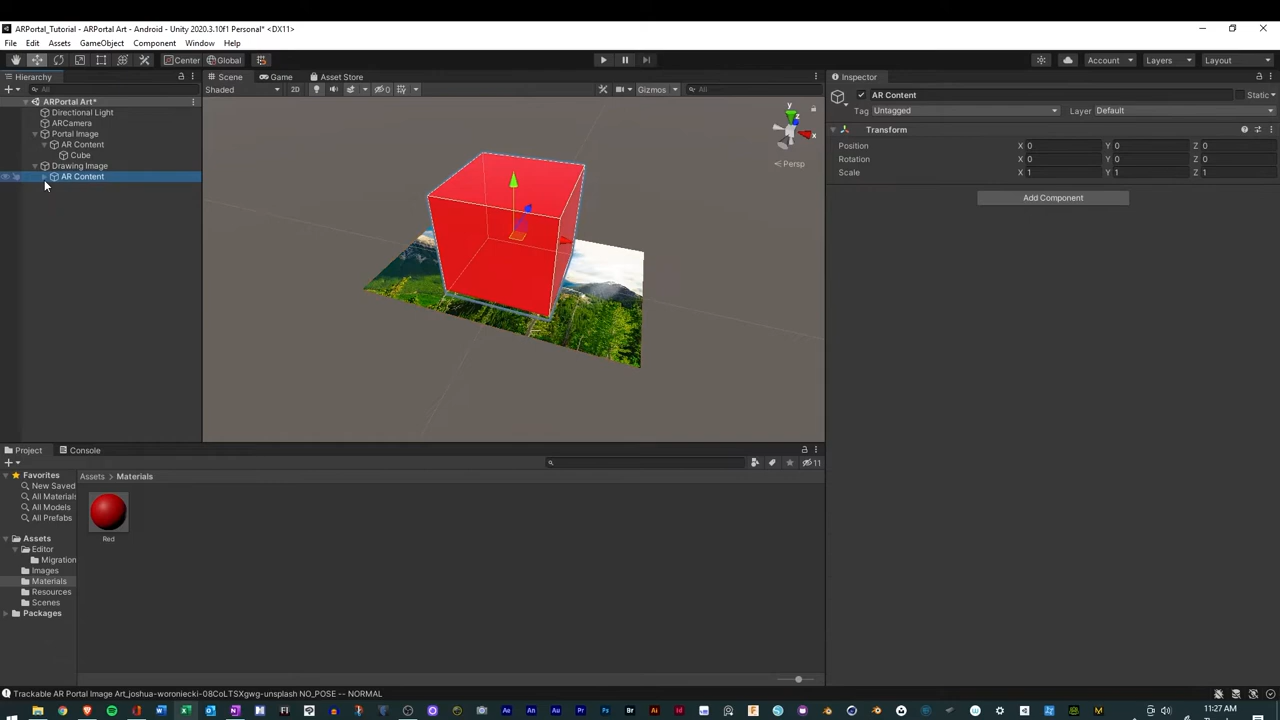 ARPortal_Tutorial - ARPortal Art - Android - Unity 2020.3.10f1 Personal* <DX11>
File Edit Assets GameObject Component Window Help
Center Global Account Layers Layout
Hierarchy Scene Game Asset Store Inspector
All Shaded 2D 0 Gizmos All AR Content Static
ARPortal Art* Tag Untagged Layer Default
Directional Light
ARCamera Transform
Portal Image
AR Content Position X 0 Y 0 Z 0
Cube Rotation X 0 Y 0 Z 0
Drawing Image Scale X 1 Y 1 Z 1
AR Content
Add Component
y
z
x
Persp
Project Console
11
Favorites Assets > Materials
New Saved
All Materials
All Models
All Prefabs
Red
Assets
Editor
Migration
Images
Materials
Resources
Scenes
Packages
Trackable AR Portal Image Art_joshua-woroniecki-08CoLTSXgwg-unsplash NO_POSE -- NORMAL
11:27 AM